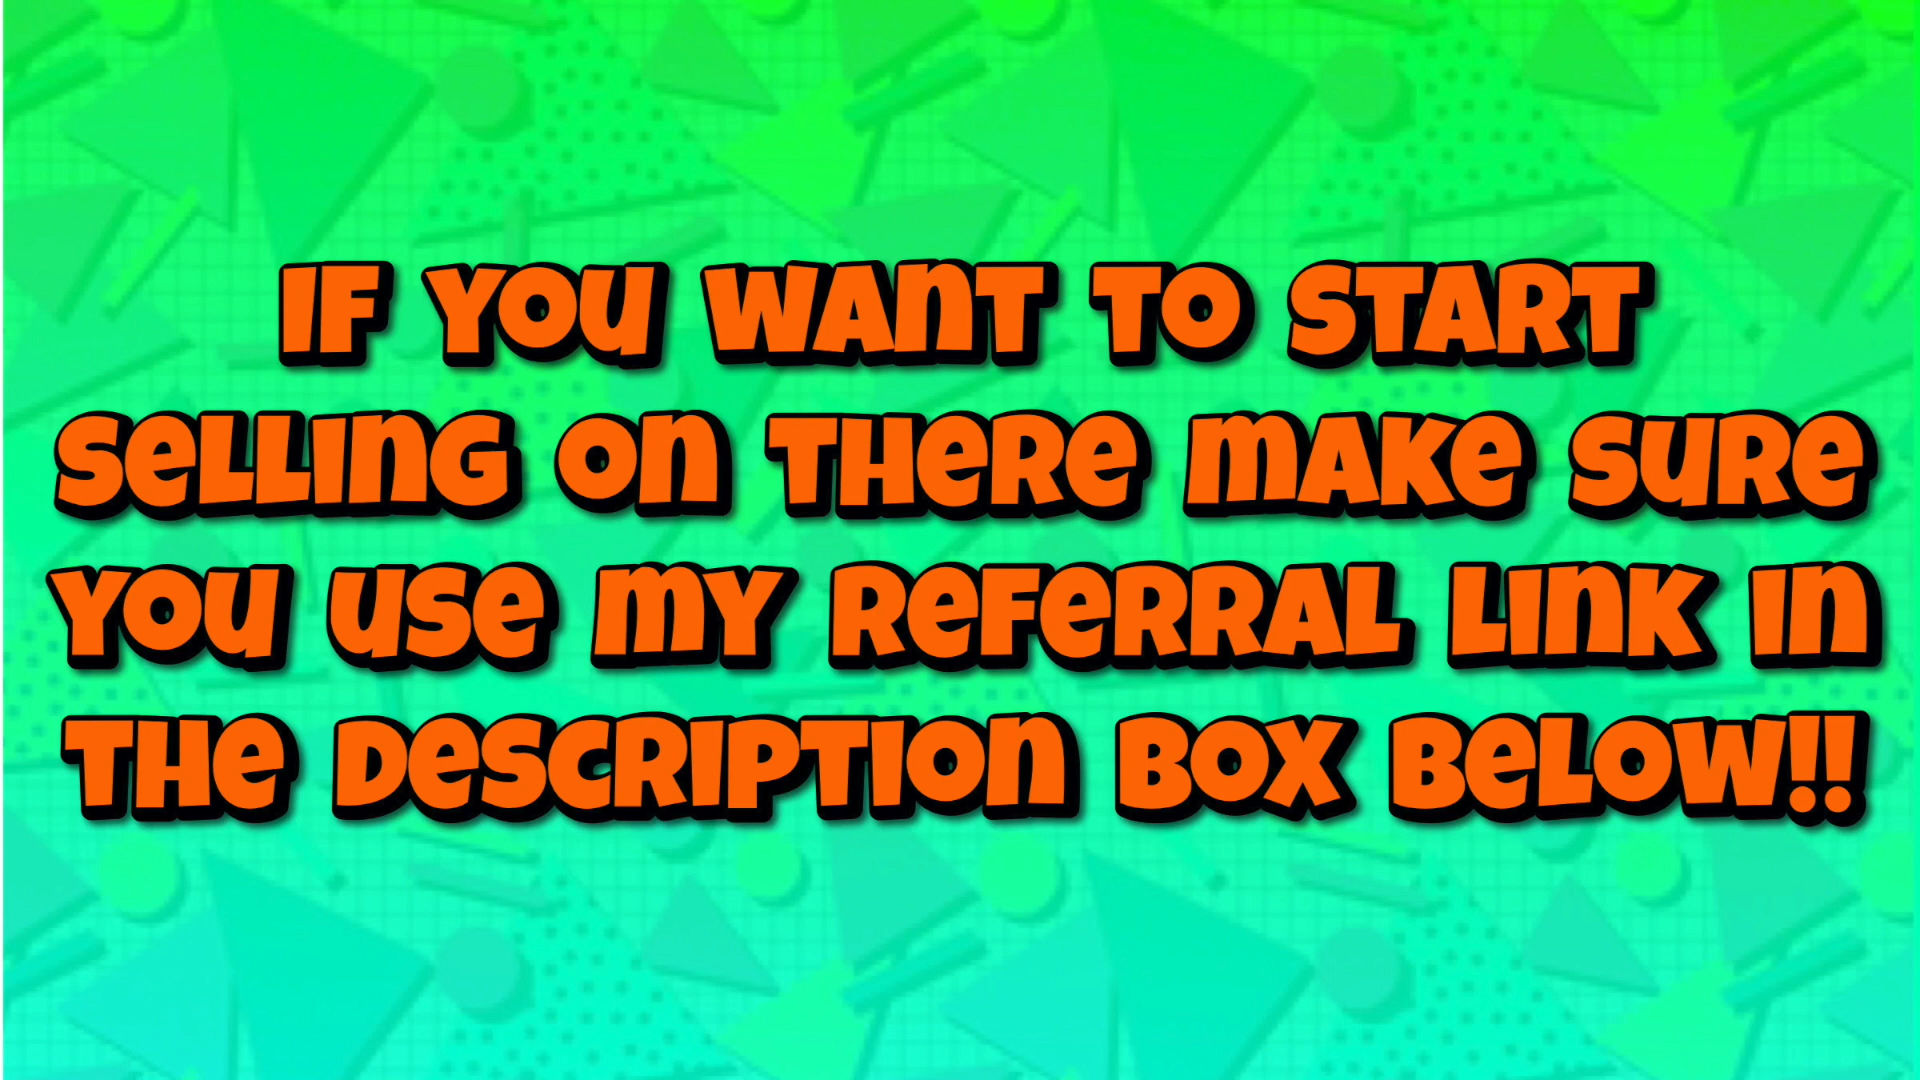 IF YOU WANT TO START
SELLING ON THERE MAKE SURE
YOU USE MY REFERRAL LINK IN
THE DESCRIPTION BOX BELOW!!